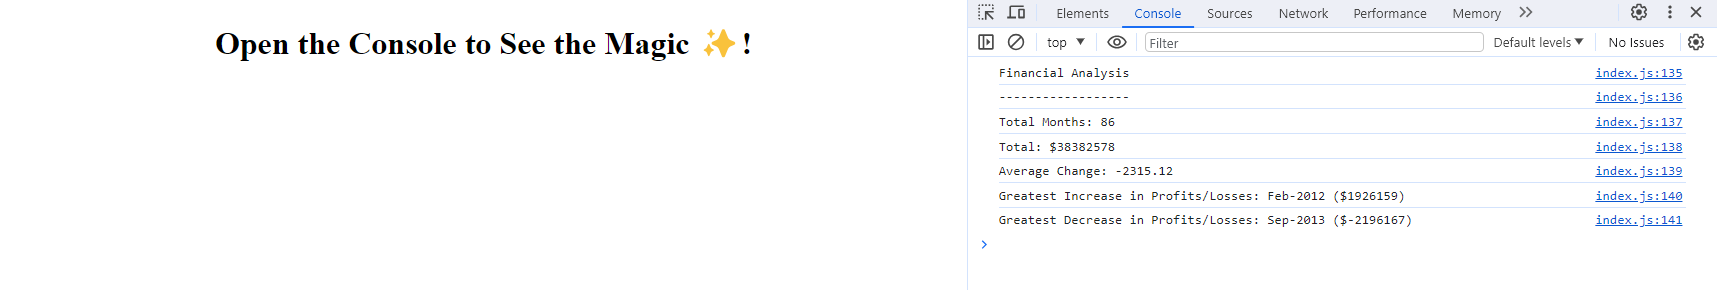 Open the Console to See the Magic ✨!
Elements Console Sources Network Performance Memory
top Filter Default levels No Issues
Financial Analysis index.js:135
------------------ index.js:136
Total Months: 86 index.js:137
Total: $38382578 index.js:138
Average Change: -2315.12 index.js:139
Greatest Increase in Profits/Losses: Feb-2012 ($1926159) index.js:140
Greatest Decrease in Profits/Losses: Sep-2013 ($-2196167) index.js:141